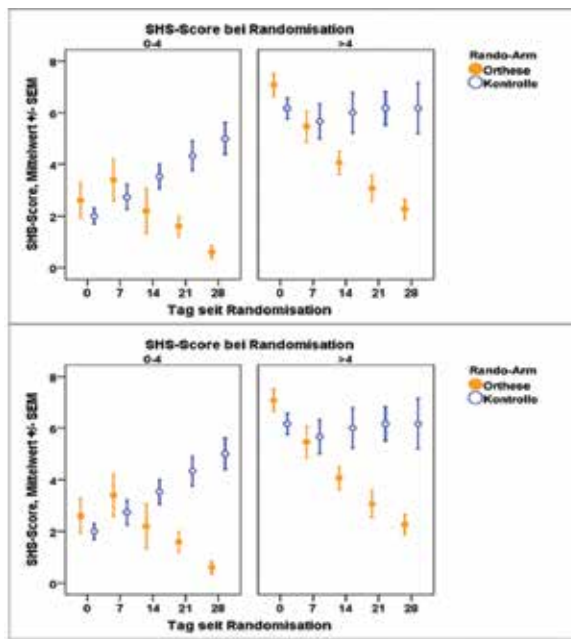 SHS-Score bei Randomisation
0-4
>4
Rando-Arm
Orthese
Kontrolle
SHS-Score, Mittelwert +/- SEM
8
6
4
2
0
0 7 14 21 28
0 7 14 21 28
Tag seit Randomisation
SHS-Score bei Randomisation
0-4
>4
Rando-Arm
Orthese
Kontrolle
SHS-Score, Mittelwert +/- SEM
8
6
4
2
0
0 7 14 21 28
0 7 14 21 28
Tag seit Randomisation